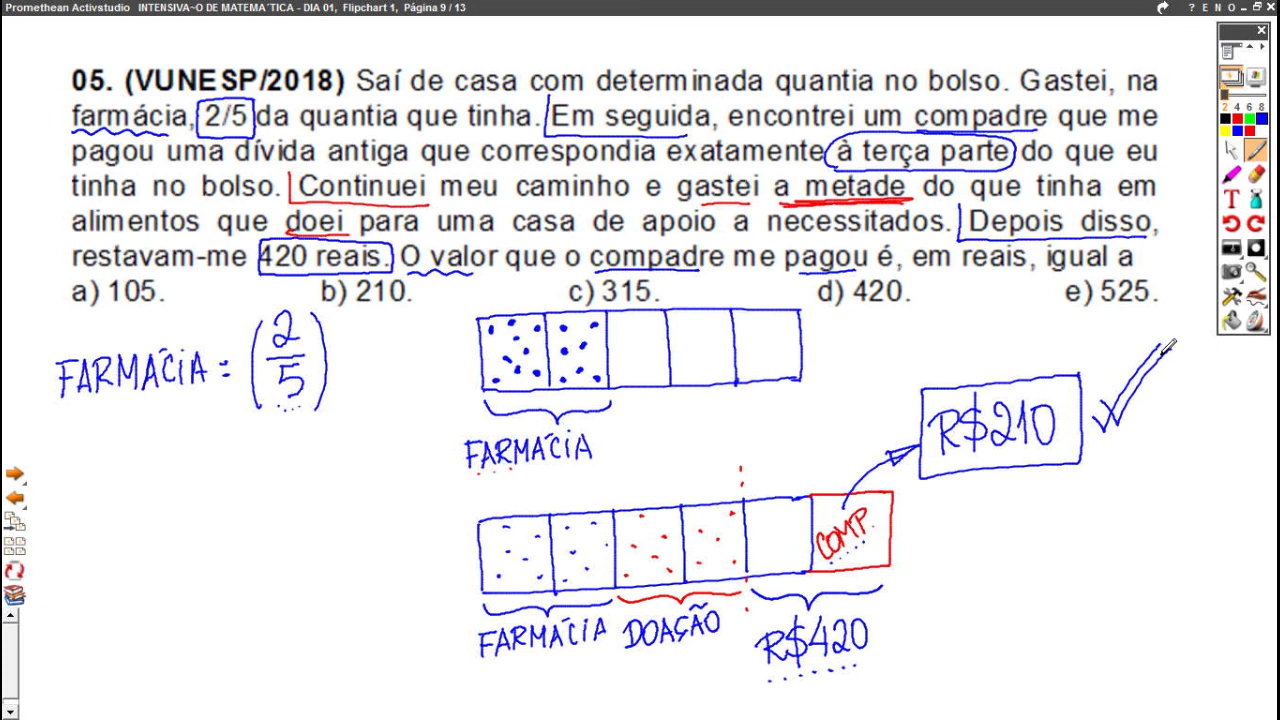 Promethean Activstudio INTENSIVA~O DE MATEMA´TICA - DIA 01, Flipchart 1, Página 9 / 13
? E N O
05. (VUNESP/2018) Saí de casa com determinada quantia no bolso. Gastei, na
farmácia, 2/5 da quantia que tinha. Em seguida, encontrei um compadre que me
pagou uma dívida antiga que correspondia exatamente à terça parte do que eu
tinha no bolso. Continuei meu caminho e gastei a metade do que tinha em
alimentos que doei para uma casa de apoio a necessitados. Depois disso,
restavam-me 420 reais. O valor que o compadre me pagou é, em reais, igual a
a) 105. b) 210. c) 315. d) 420. e) 525.
2 4 6 8
FARMÁCIA = (2/5)
FARMÁCIA
R$210
COMP.
FARMÁCIA DOAÇÃO R$420